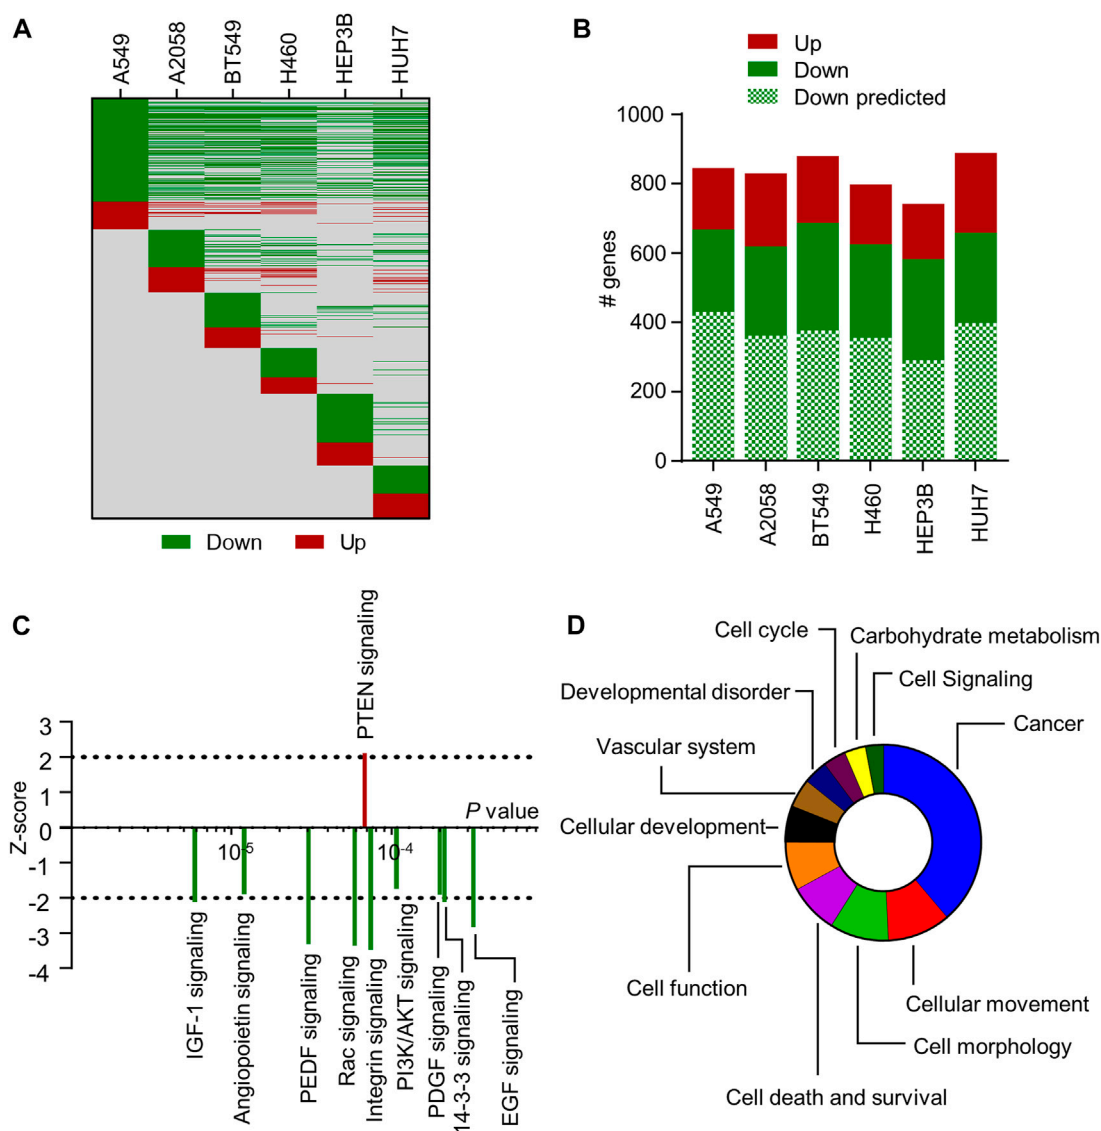 A
A549
A2058
BT549
H460
HEP3B
HUH7
Down
Up
B
Up
Down
Down predicted
# genes
1000
800
600
400
200
0
A549
A2058
BT549
H460
HEP3B
HUH7
C
PTEN signaling
Z-score
3
2
1
0
-1
-2
-3
-4
P value
10-5
10-4
IGF-1 signaling
Angiopoietin signaling
PEDF signaling
Rac signaling
Integrin signaling
PI3K/AKT signaling
PDGF signaling
14-3-3 signaling
EGF signaling
D
Cell cycle
Carbohydrate metabolism
Developmental disorder
Cell Signaling
Vascular system
Cancer
Cellular development
Cell function
Cellular movement
Cell morphology
Cell death and survival